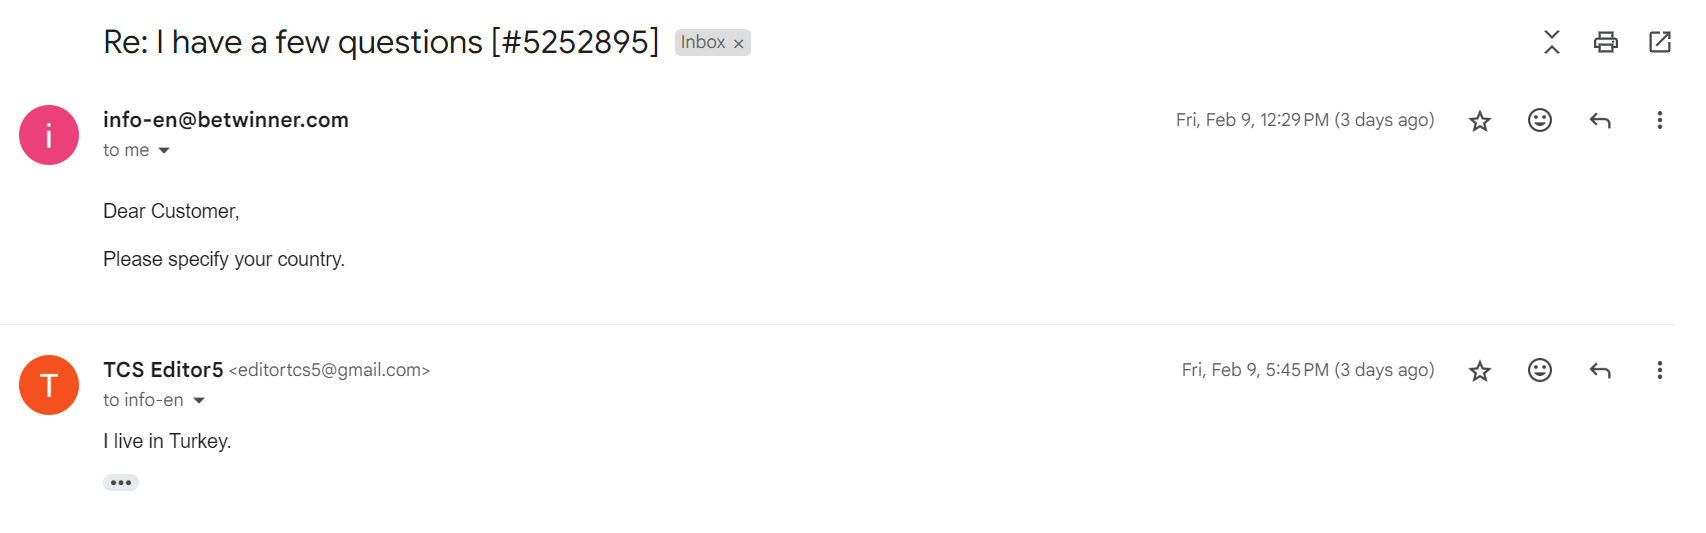 Re: I have a few questions [#5252895] Inbox ×
info-en@betwinner.com Fri, Feb 9, 12:29 PM (3 days ago)
to me
Dear Customer,
Please specify your country.
TCS Editor5 <editortcs5@gmail.com> Fri, Feb 9, 5:45 PM (3 days ago)
to info-en
I live in Turkey.